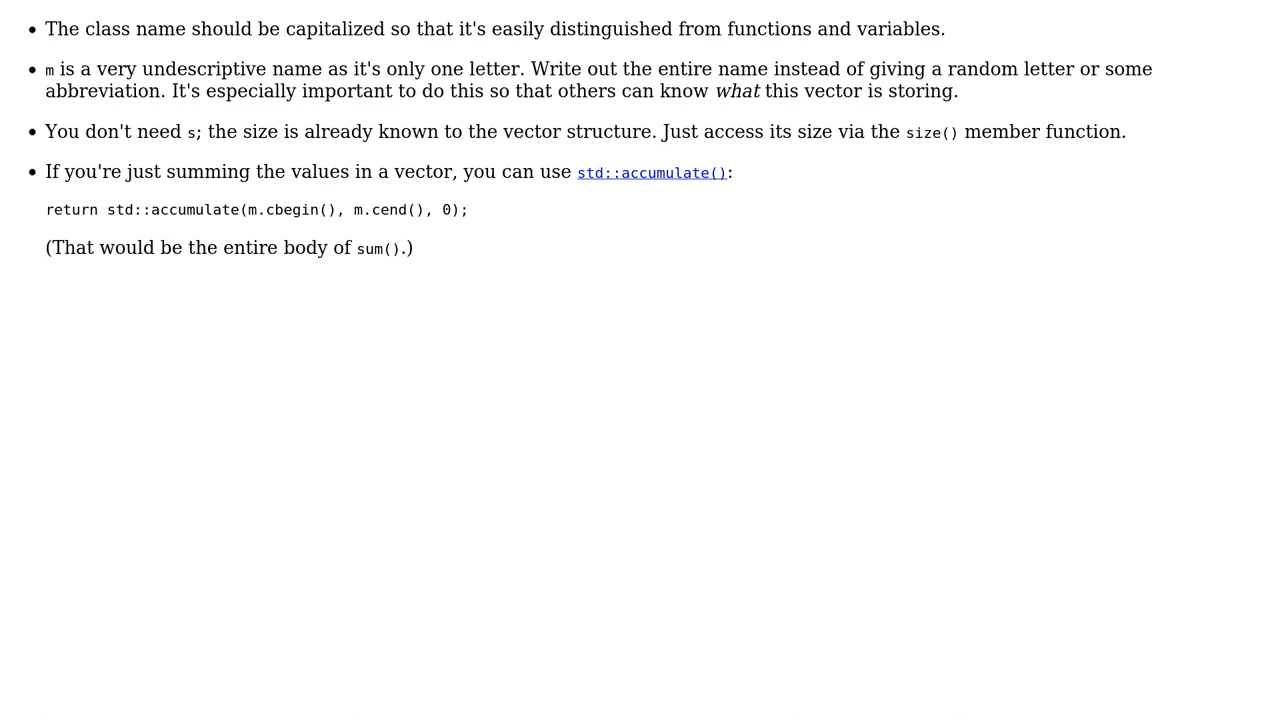 • The class name should be capitalized so that it's easily distinguished from functions and variables.
• m is a very undescriptive name as it's only one letter. Write out the entire name instead of giving a random letter or some
abbreviation. It's especially important to do this so that others can know what this vector is storing.
• You don't need s; the size is already known to the vector structure. Just access its size via the size() member function.
• If you're just summing the values in a vector, you can use std::accumulate():
return std::accumulate(m.cbegin(), m.cend(), 0);
(That would be the entire body of sum().)